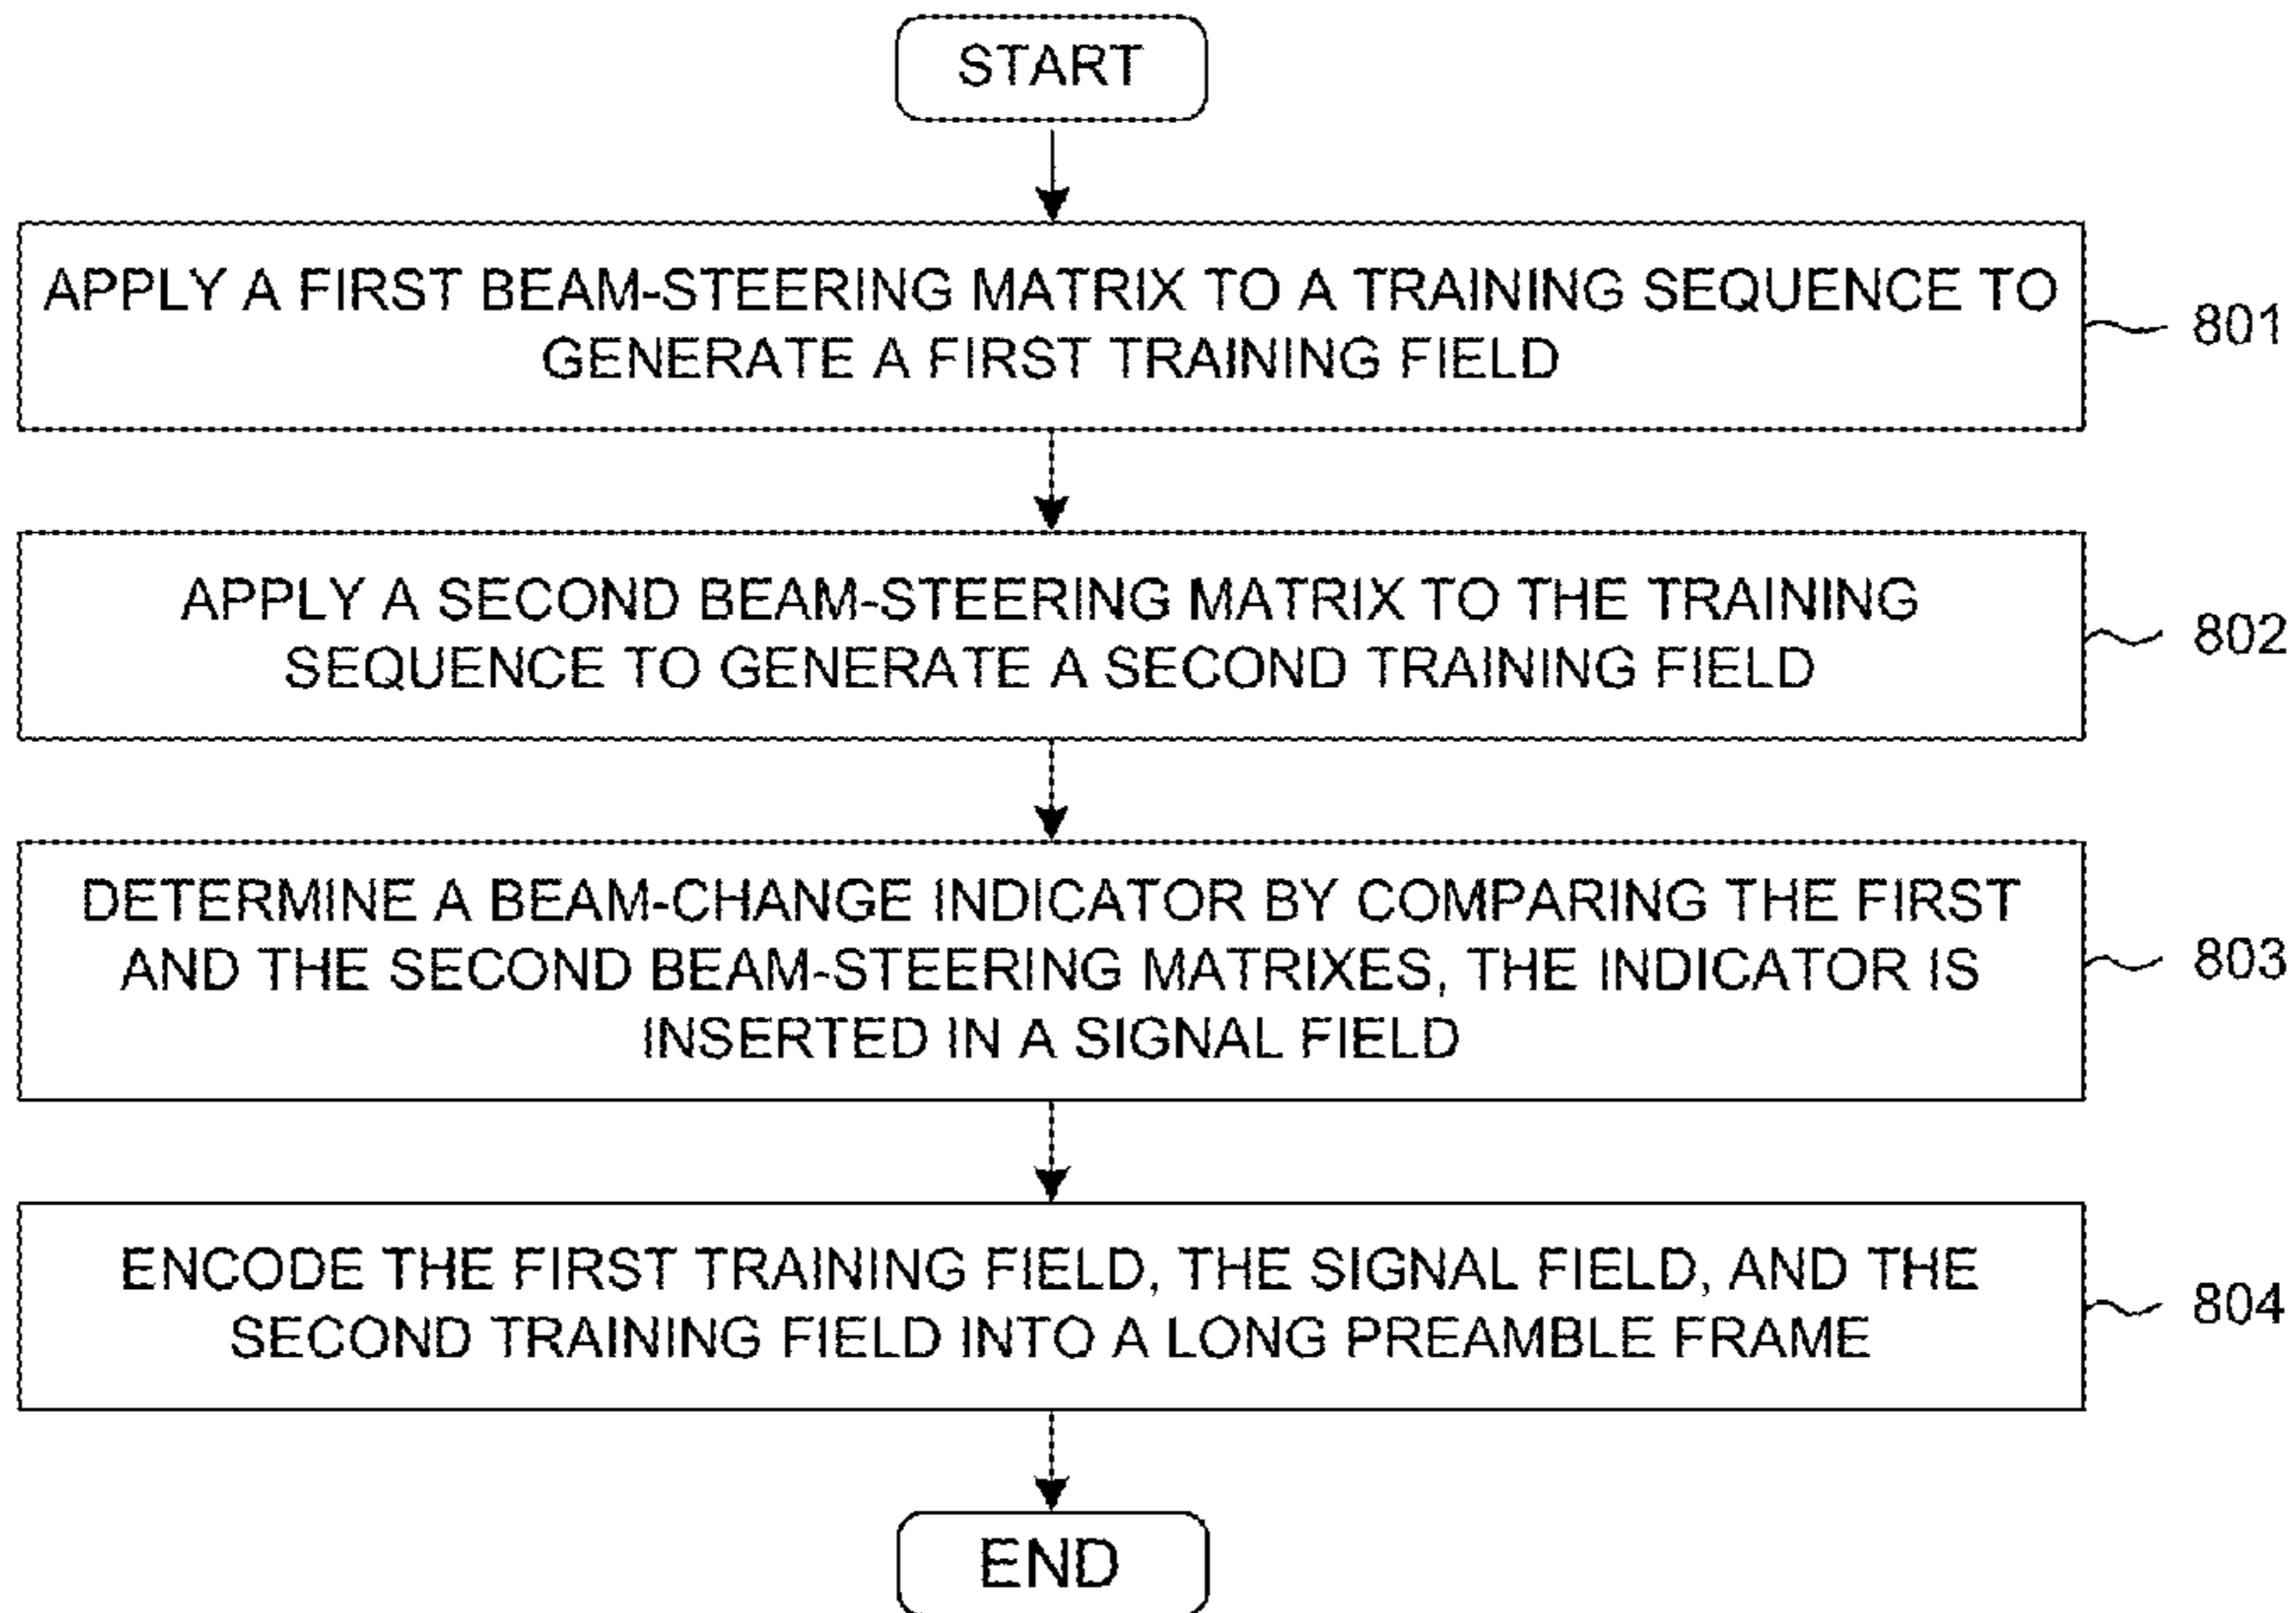 START
APPLY A FIRST BEAM-STEERING MATRIX TO A TRAINING SEQUENCE TO
GENERATE A FIRST TRAINING FIELD
801
APPLY A SECOND BEAM-STEERING MATRIX TO THE TRAINING
SEQUENCE TO GENERATE A SECOND TRAINING FIELD
802
DETERMINE A BEAM-CHANGE INDICATOR BY COMPARING THE FIRST
AND THE SECOND BEAM-STEERING MATRIXES, THE INDICATOR IS
INSERTED IN A SIGNAL FIELD
803
ENCODE THE FIRST TRAINING FIELD, THE SIGNAL FIELD, AND THE
SECOND TRAINING FIELD INTO A LONG PREAMBLE FRAME
804
END